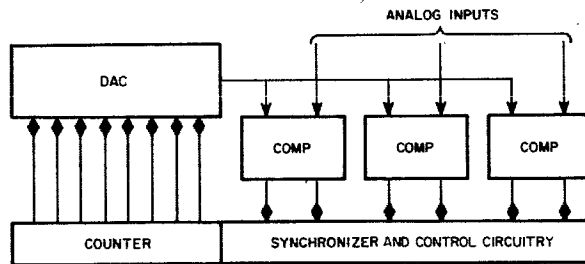 ANALOG INPUTS
DAC
COMP
COMP
COMP
COUNTER
SYNCHRONIZER AND CONTROL CIRCUITRY